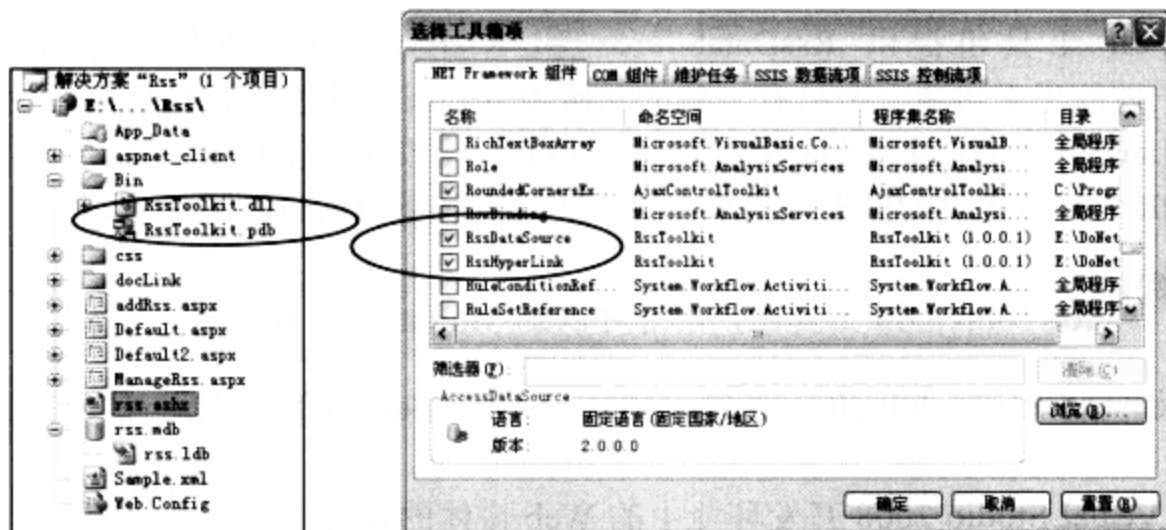 解决方案“Rss”(1 个项目)
E:\...\Rss\
App_Data
aspnet_client
Bin
RssToolkit.dll
RssToolkit.pdb
css
docLink
addRss.aspx
Default.aspx
Default2.aspx
ManageRss.aspx
rss.ashx
rss.mdb
rss.ldb
Sample.xml
Web.Config
选择工具箱项
.NET Framework 组件 COM 组件 维护任务 SSIS 数据流项 SSIS 控制流项
名称 命名空间 程序集名称 目录
RichTextBoxArray Microsoft.VisualBasic.Co... Microsoft.VisualB... 全局程序
Role Microsoft.AnalysisServices Microsoft.Analysi... 全局程序
RoundedCornersEx... AjaxControlToolkit AjaxControlToolki... C:\Progr
RowBinding Microsoft.AnalysisServices Microsoft.Analysi... 全局程序
RssDataSource RssToolkit RssToolkit (1.0.0.1) E:\DoNet
RssHyperLink RssToolkit RssToolkit (1.0.0.1) E:\DoNet
RuleConditionRef... System.Workflow.Activiti... System.Workflow.A... 全局程序
RuleSetReference System.Workflow.Activiti... System.Workflow.A... 全局程序
筛选器(F):
清除(C)
AccessDataSource
语言: 固定语言(固定国家/地区)
版本: 2.0.0.0
浏览(B)...
确定 取消 重置(R)